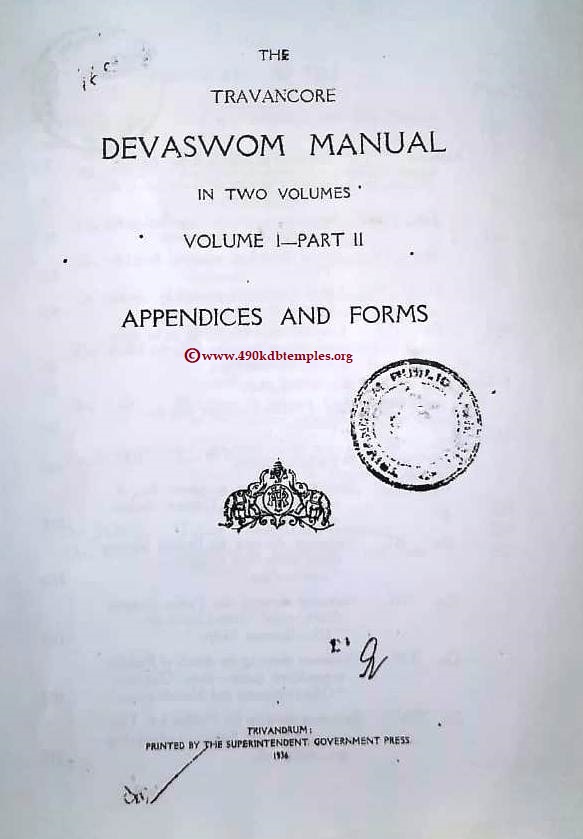 THE
TRAVANCORE
DEVASWOM MANUAL
IN TWO VOLUMES
VOLUME I—PART II
APPENDICES AND FORMS
©www.490kdbtemples.org
PUBLIC
TRIVANDRUM:
PRINTED BY THE SUPERINTENDENT, GOVERNMENT PRESS
1936